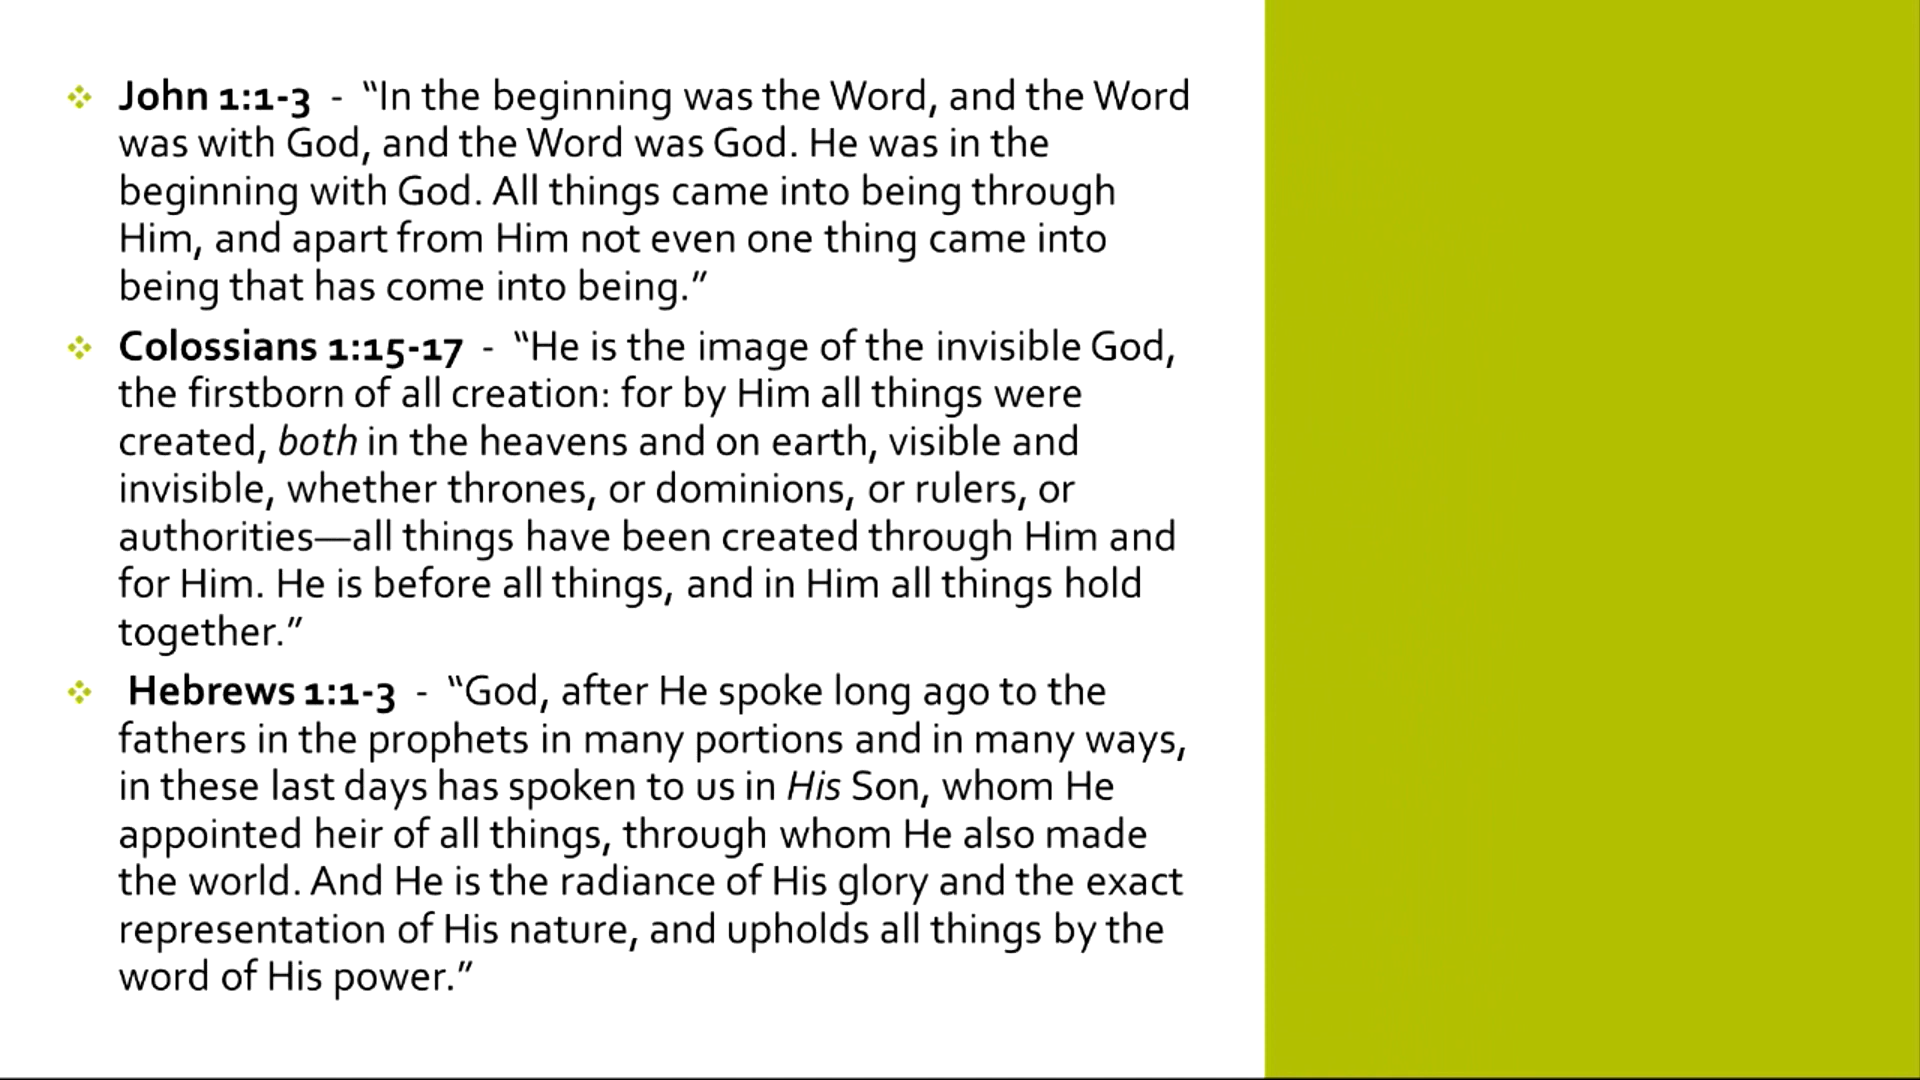 John 1:1-3 - “In the beginning was the Word, and the Word
was with God, and the Word was God. He was in the
beginning with God. All things came into being through
Him, and apart from Him not even one thing came into
being that has come into being.”
Colossians 1:15-17 - “He is the image of the invisible God,
the firstborn of all creation: for by Him all things were
created, both in the heavens and on earth, visible and
invisible, whether thrones, or dominions, or rulers, or
authorities—all things have been created through Him and
for Him. He is before all things, and in Him all things hold
together.”
Hebrews 1:1-3 - “God, after He spoke long ago to the
fathers in the prophets in many portions and in many ways,
in these last days has spoken to us in His Son, whom He
appointed heir of all things, through whom He also made
the world. And He is the radiance of His glory and the exact
representation of His nature, and upholds all things by the
word of His power.”